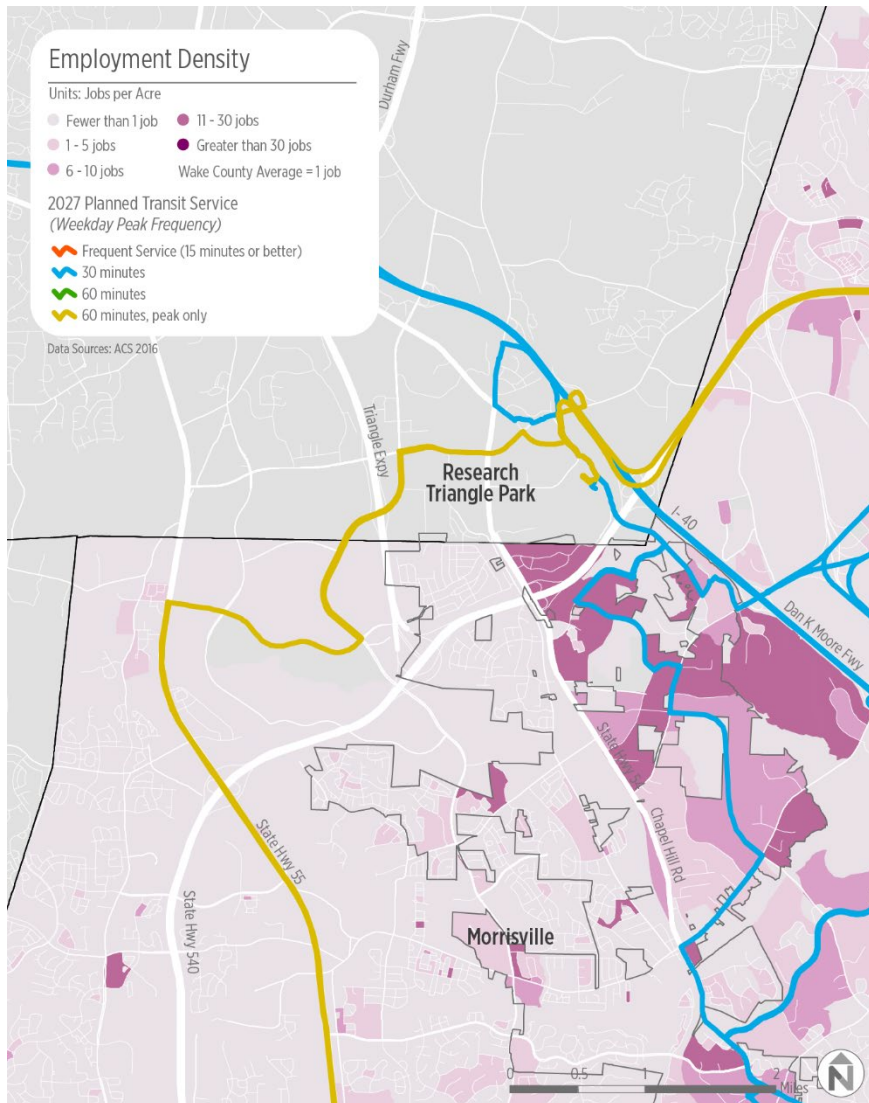 Employment Density
Units: Jobs per Acre
Fewer than 1 job
11 - 30 jobs
1 - 5 jobs
Greater than 30 jobs
6 - 10 jobs
Wake County Average = 1 job
2027 Planned Transit Service
(Weekday Peak Frequency)
Frequent Service (15 minutes or better)
30 minutes
60 minutes
60 minutes, peak only
Data Sources: ACS 2016
Durham Fwy
Triangle Expy
Research
Triangle Park
I-40
Dan K Moore Fwy
State Hwy 54
Chapel Hill Rd
State Hwy 55
State Hwy 540
Morrisville
0 0.5 1 2
Miles
N